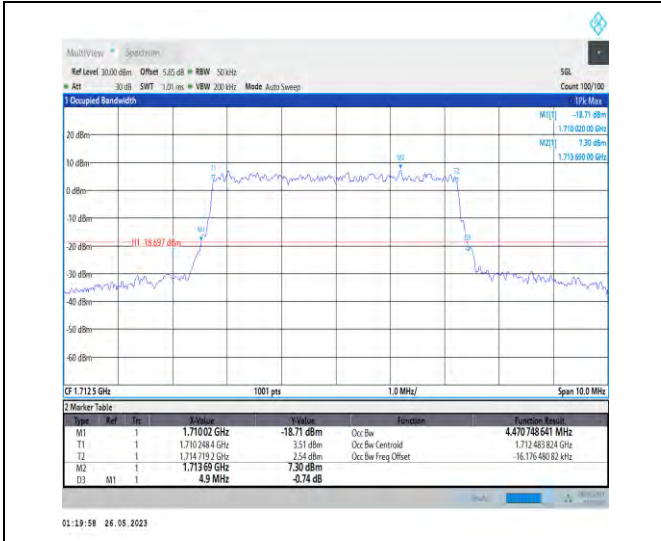 MultiView Spectrum
Ref Level 30.00 dBm Offset 5.85 dB RBW 50 kHz SGL
Att 30 dB SWT 1.01 ms VBW 200 kHz Mode Auto Sweep Count 100/100
1 Occupied Bandwidth 1Pk Max
M1[1] -18.71 dBm
1.710 020 00 GHz
M2[1] 7.30 dBm
1.713 690 00 GHz
20 dBm
10 dBm
T1 M2 T2
0 dBm
-10 dBm
M1
H1 -18.697 dBm
-20 dBm
-30 dBm
-40 dBm
-50 dBm
-60 dBm
CF 1.712 5 GHz 1001 pts 1.0 MHz/ Span 10.0 MHz
2 Marker Table
Type Ref Trc X-Value Y-Value Function Function Result
M1 1 1.710 02 GHz -18.71 dBm Occ Bw 4.470 748 641 MHz
T1 1 1.710 248 4 GHz 3.51 dBm Occ Bw Centroid 1.712 483 824 GHz
T2 1 1.714 719 2 GHz 2.54 dBm Occ Bw Freq Offset -16.176 480 82 kHz
M2 1 1.713 69 GHz 7.30 dBm
D3 M1 1 4.9 MHz -0.74 dB
01:19:58 26.05.2023